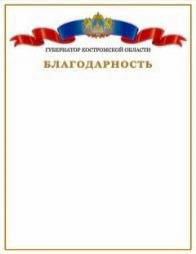 ГУБЕРНАТОР КОСТРОМСКОЙ ОБЛАСТИ
БЛАГОДАРНОСТЬ